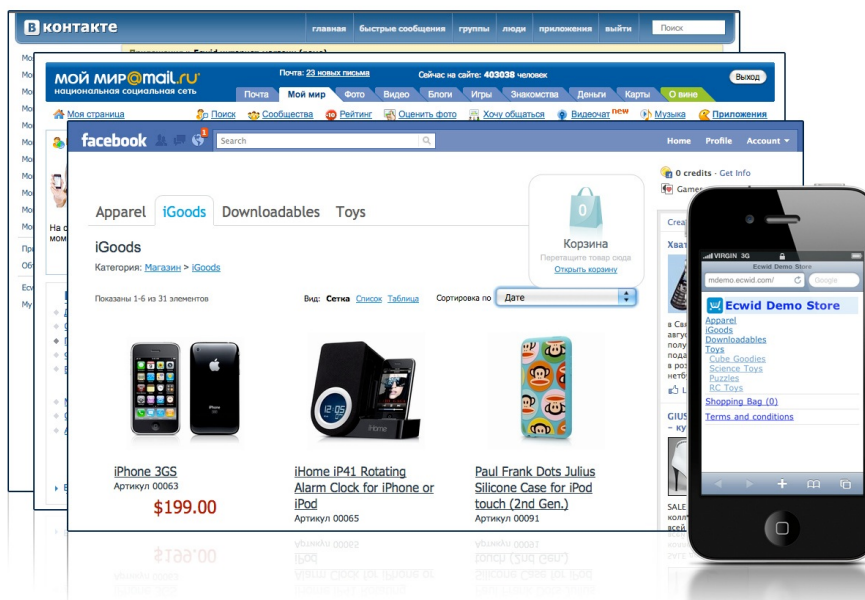 В контакте
главная быстрые сообщения группы люди приложения выйти Поиск
мой мир@mail.ru
национальная социальная сеть
Почта: 23 новых письма Сейчас на сайте: 403038 человек Выход
Почта Мой мир Фото Видео Блоги Игры Знакомства Деньги Карты О вине
Моя страница Поиск Сообщества Рейтинг Оценить фото Хочу общаться Видеочат new Музыка Приложения
facebook 1 Search Home Profile Account
0 credits - Get Info
Apparel iGoods Downloadables Toys
0
Корзина
Перетащите товар сюда
Открыть корзину
iGoods
Категория: Магазин > iGoods
Показаны 1-6 из 31 элементов Вид: Сетка Список Таблица Сортировка по Дате
iPhone 3GS
Артикул 00063
$199.00
iHome iP41 Rotating
Alarm Clock for iPhone or
iPod
Артикул 00065
Paul Frank Dots Julius
Silicone Case for iPod
touch (2nd Gen.)
Артикул 00091
VIRGIN 3G
Ecwid Demo Store
mdemo.ecwid.com/ Google
Ecwid Demo Store
Apparel
iGoods
Downloadables
Toys
Cube Goodies
Science Toys
Puzzles
RC Toys
Shopping Bag (0)
Terms and conditions